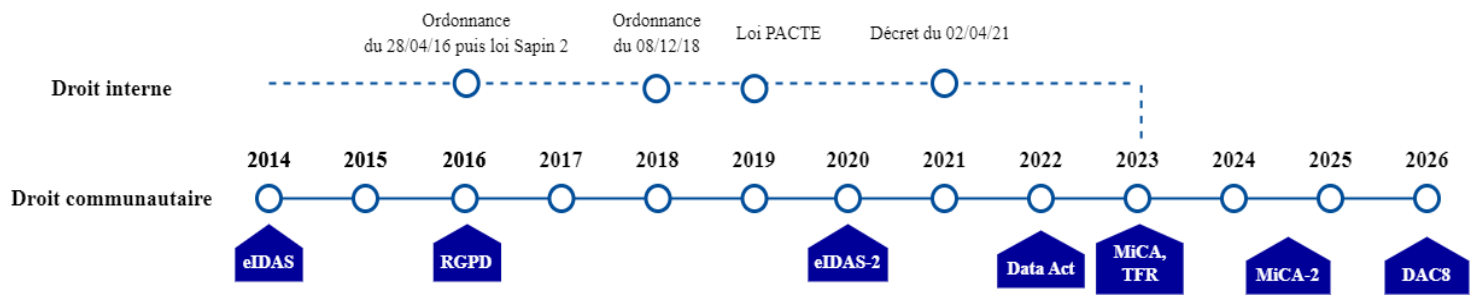 Ordonnance
du 28/04/16 puis loi Sapin 2
Ordonnance
du 08/12/18
Loi PACTE
Décret du 02/04/21
Droit interne
2014
2015
2016
2017
2018
2019
2020
2021
2022
2023
2024
2025
2026
Droit communautaire
eIDAS
RGPD
eIDAS-2
Data Act
MiCA,
TFR
MiCA-2
DAC8